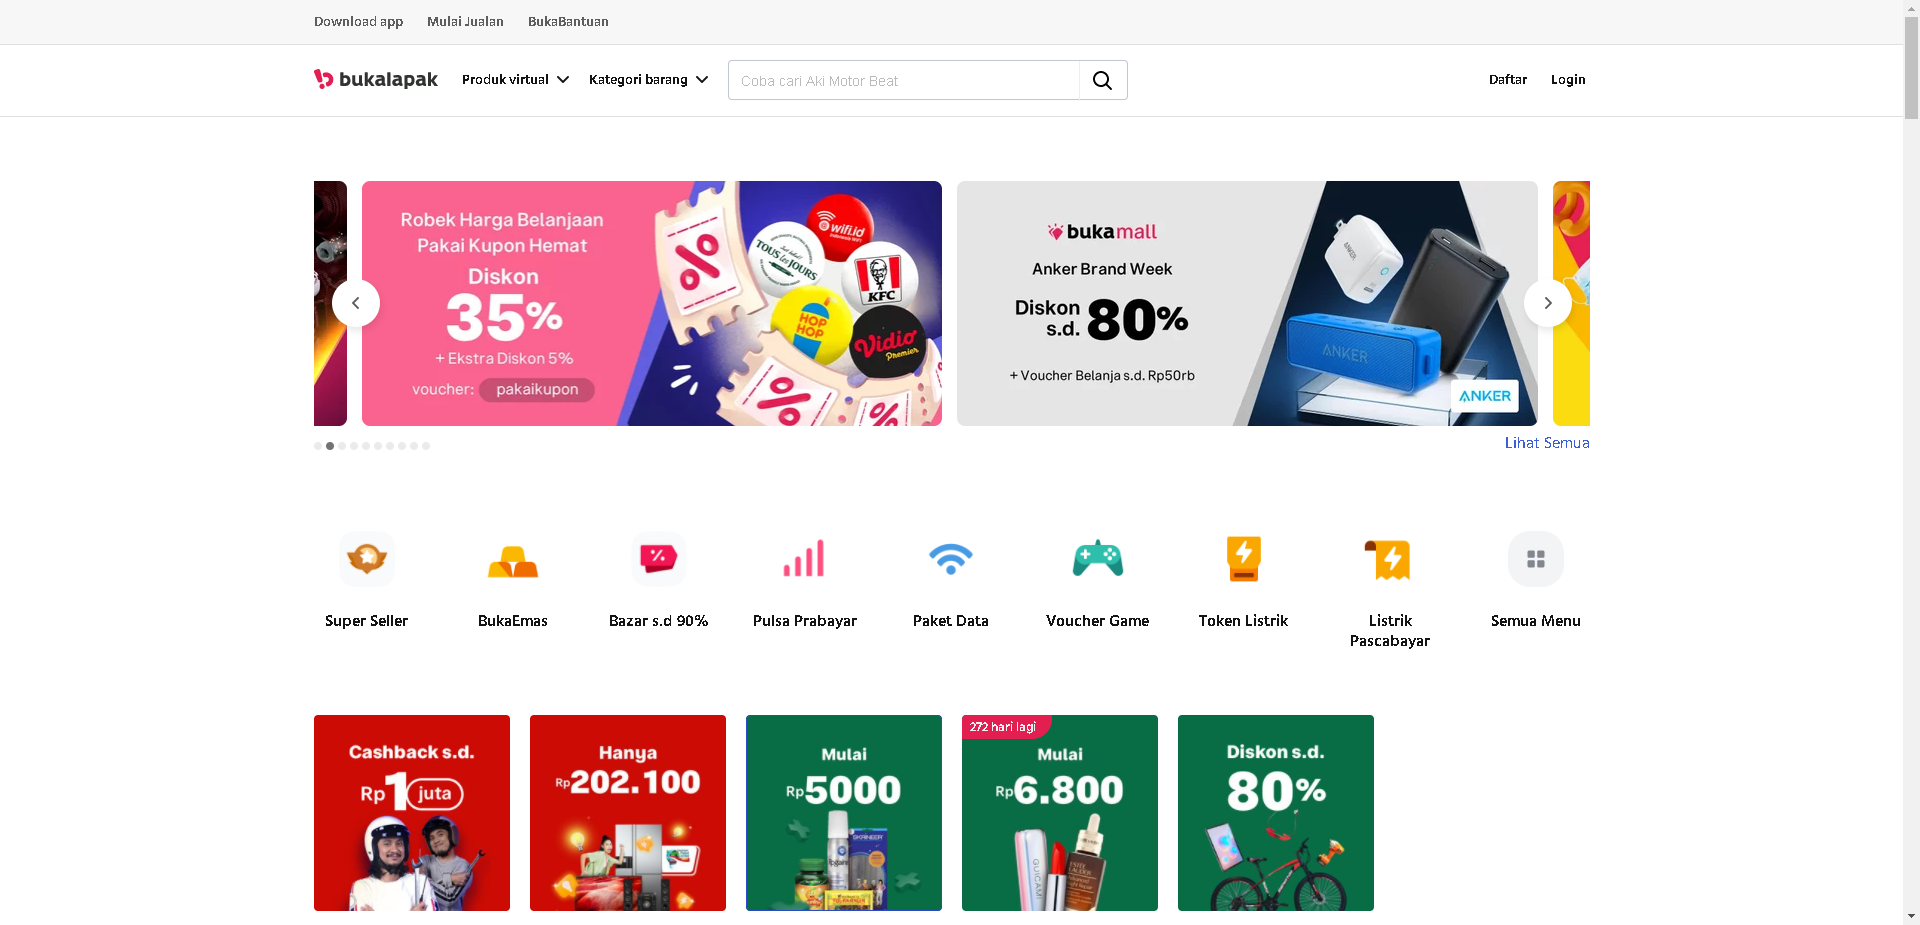 Download app
Mulai Jualan
BukaBantuan
bukalapak
Produk virtual
Kategori barang
Coba cari Aki Motor Beat
Daftar
Login
Robek Harga Belanjaan
Pakai Kupon Hemat
Diskon
35%
+ Ekstra Diskon 5%
voucher: pakaikupon
%
wifi.id
TOUS les JOURS
KFC
HOP HOP
Vidio
Premier
%
%
bukamall
Anker Brand Week
Diskon s.d. 80%
+ Voucher Belanja s.d. Rp50rb
ANKER
ANKER
ANKER
Lihat Semua
Super Seller
BukaEmas
Bazar s.d 90%
Pulsa Prabayar
Paket Data
Voucher Game
Token Listrik
Listrik
Pascabayar
Semua Menu
Cashback s.d.
Rp1 juta
Hanya
Rp202.100
Mulai
Rp5000
272 hari lagi
Mulai
Rp6.800
Diskon s.d.
80%